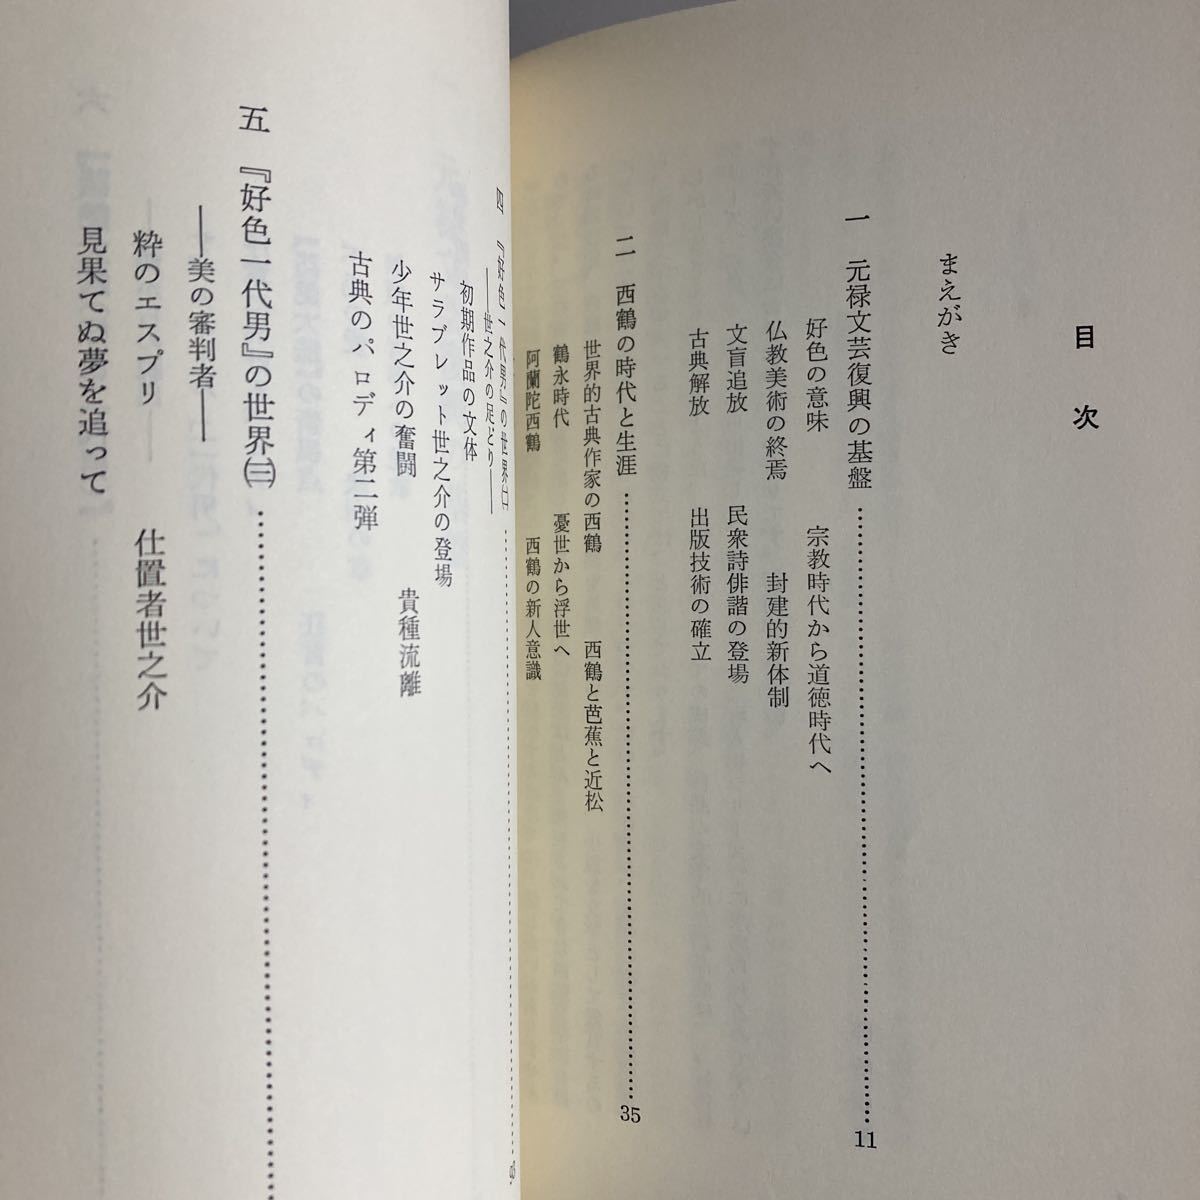 目次
まえがき
一 元禄文芸復興の基盤……………………11
好色の意味 宗教時代から道徳時代へ
仏教美術の終焉 封建的新体制
文盲追放 民衆詩俳諧の登場
古典解放 出版技術の確立
二 西鶴の時代と生涯……………………35
世界的古典作家の西鶴 西鶴と芭蕉と近松
鶴永時代 憂世から浮世へ
阿蘭陀西鶴 西鶴の新人意識
四 『好色一代男』の世界㈡……………………
――世之介の足どり――
初期作品の文体
サラブレット世之介の登場
少年世之介の奮闘 貴種流離
古典のパロディ第二弾
五 『好色一代男』の世界㈢……………………
――美の審判者――
粋のエスプリ 仕置者世之介
見果てぬ夢を追って